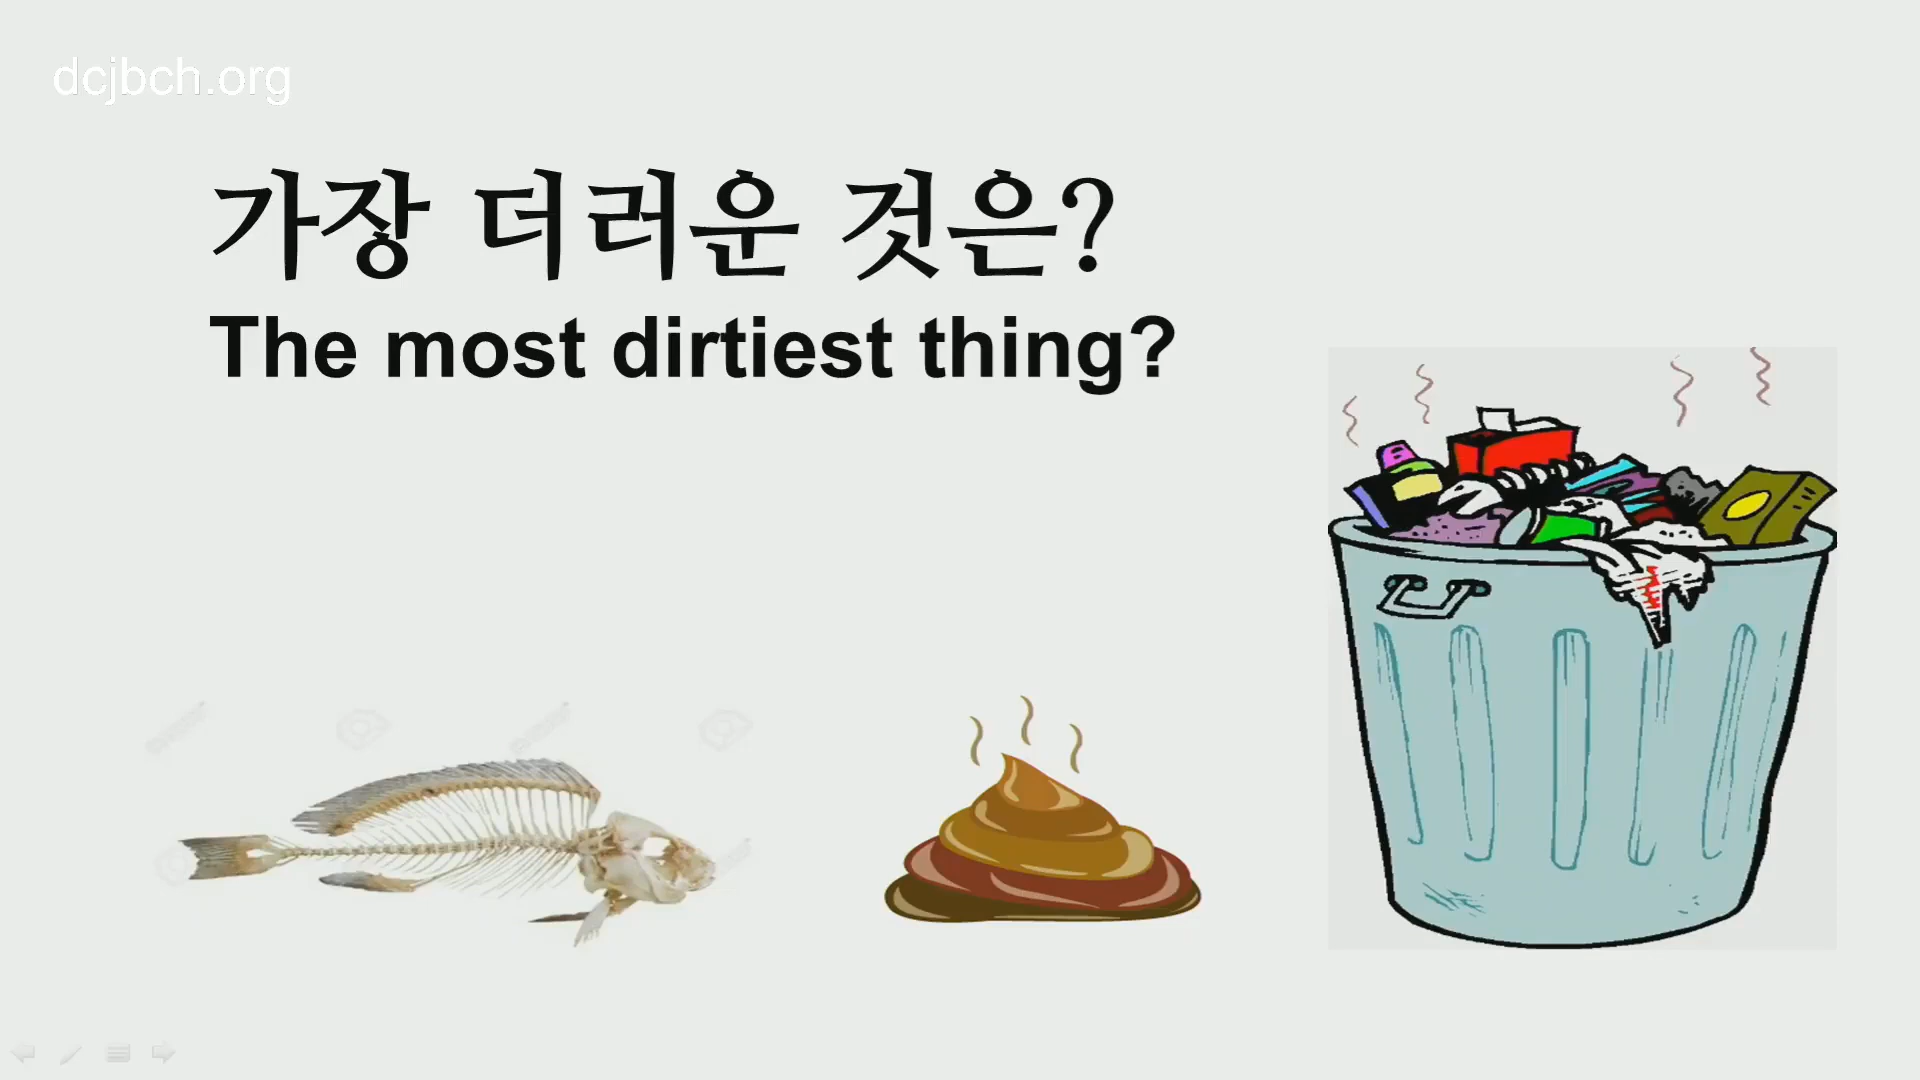 dcjbch.org
가장 더러운 것은?
The most dirtiest thing?